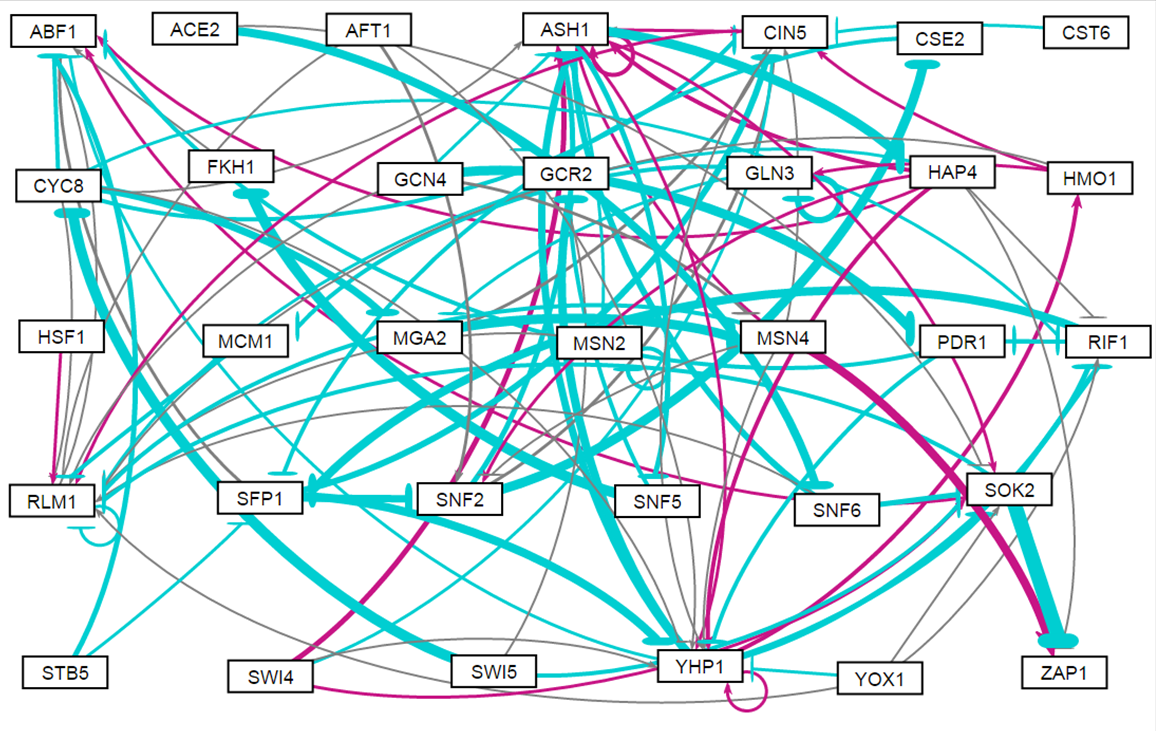 ABF1
ACE2
AFT1
ASH1
CIN5
CSE2
CST6
CYC8
FKH1
GCN4
GCR2
GLN3
HAP4
HMO1
HSF1
MCM1
MGA2
MSN2
MSN4
PDR1
RIF1
RLM1
SFP1
SNF2
SNF5
SNF6
SOK2
STB5
SWI4
SWI5
YHP1
YOX1
ZAP1